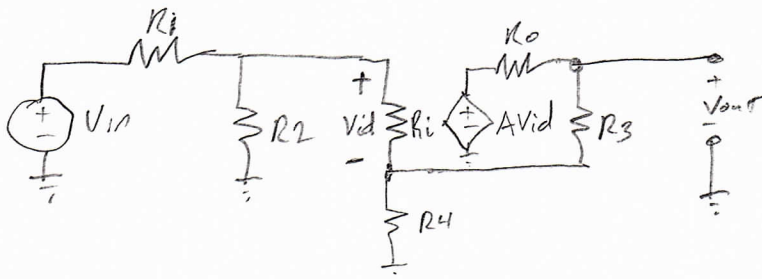 R1 Ro
+ +
Vin R2 Vid Ri AVid R3 Vout
- -
R4